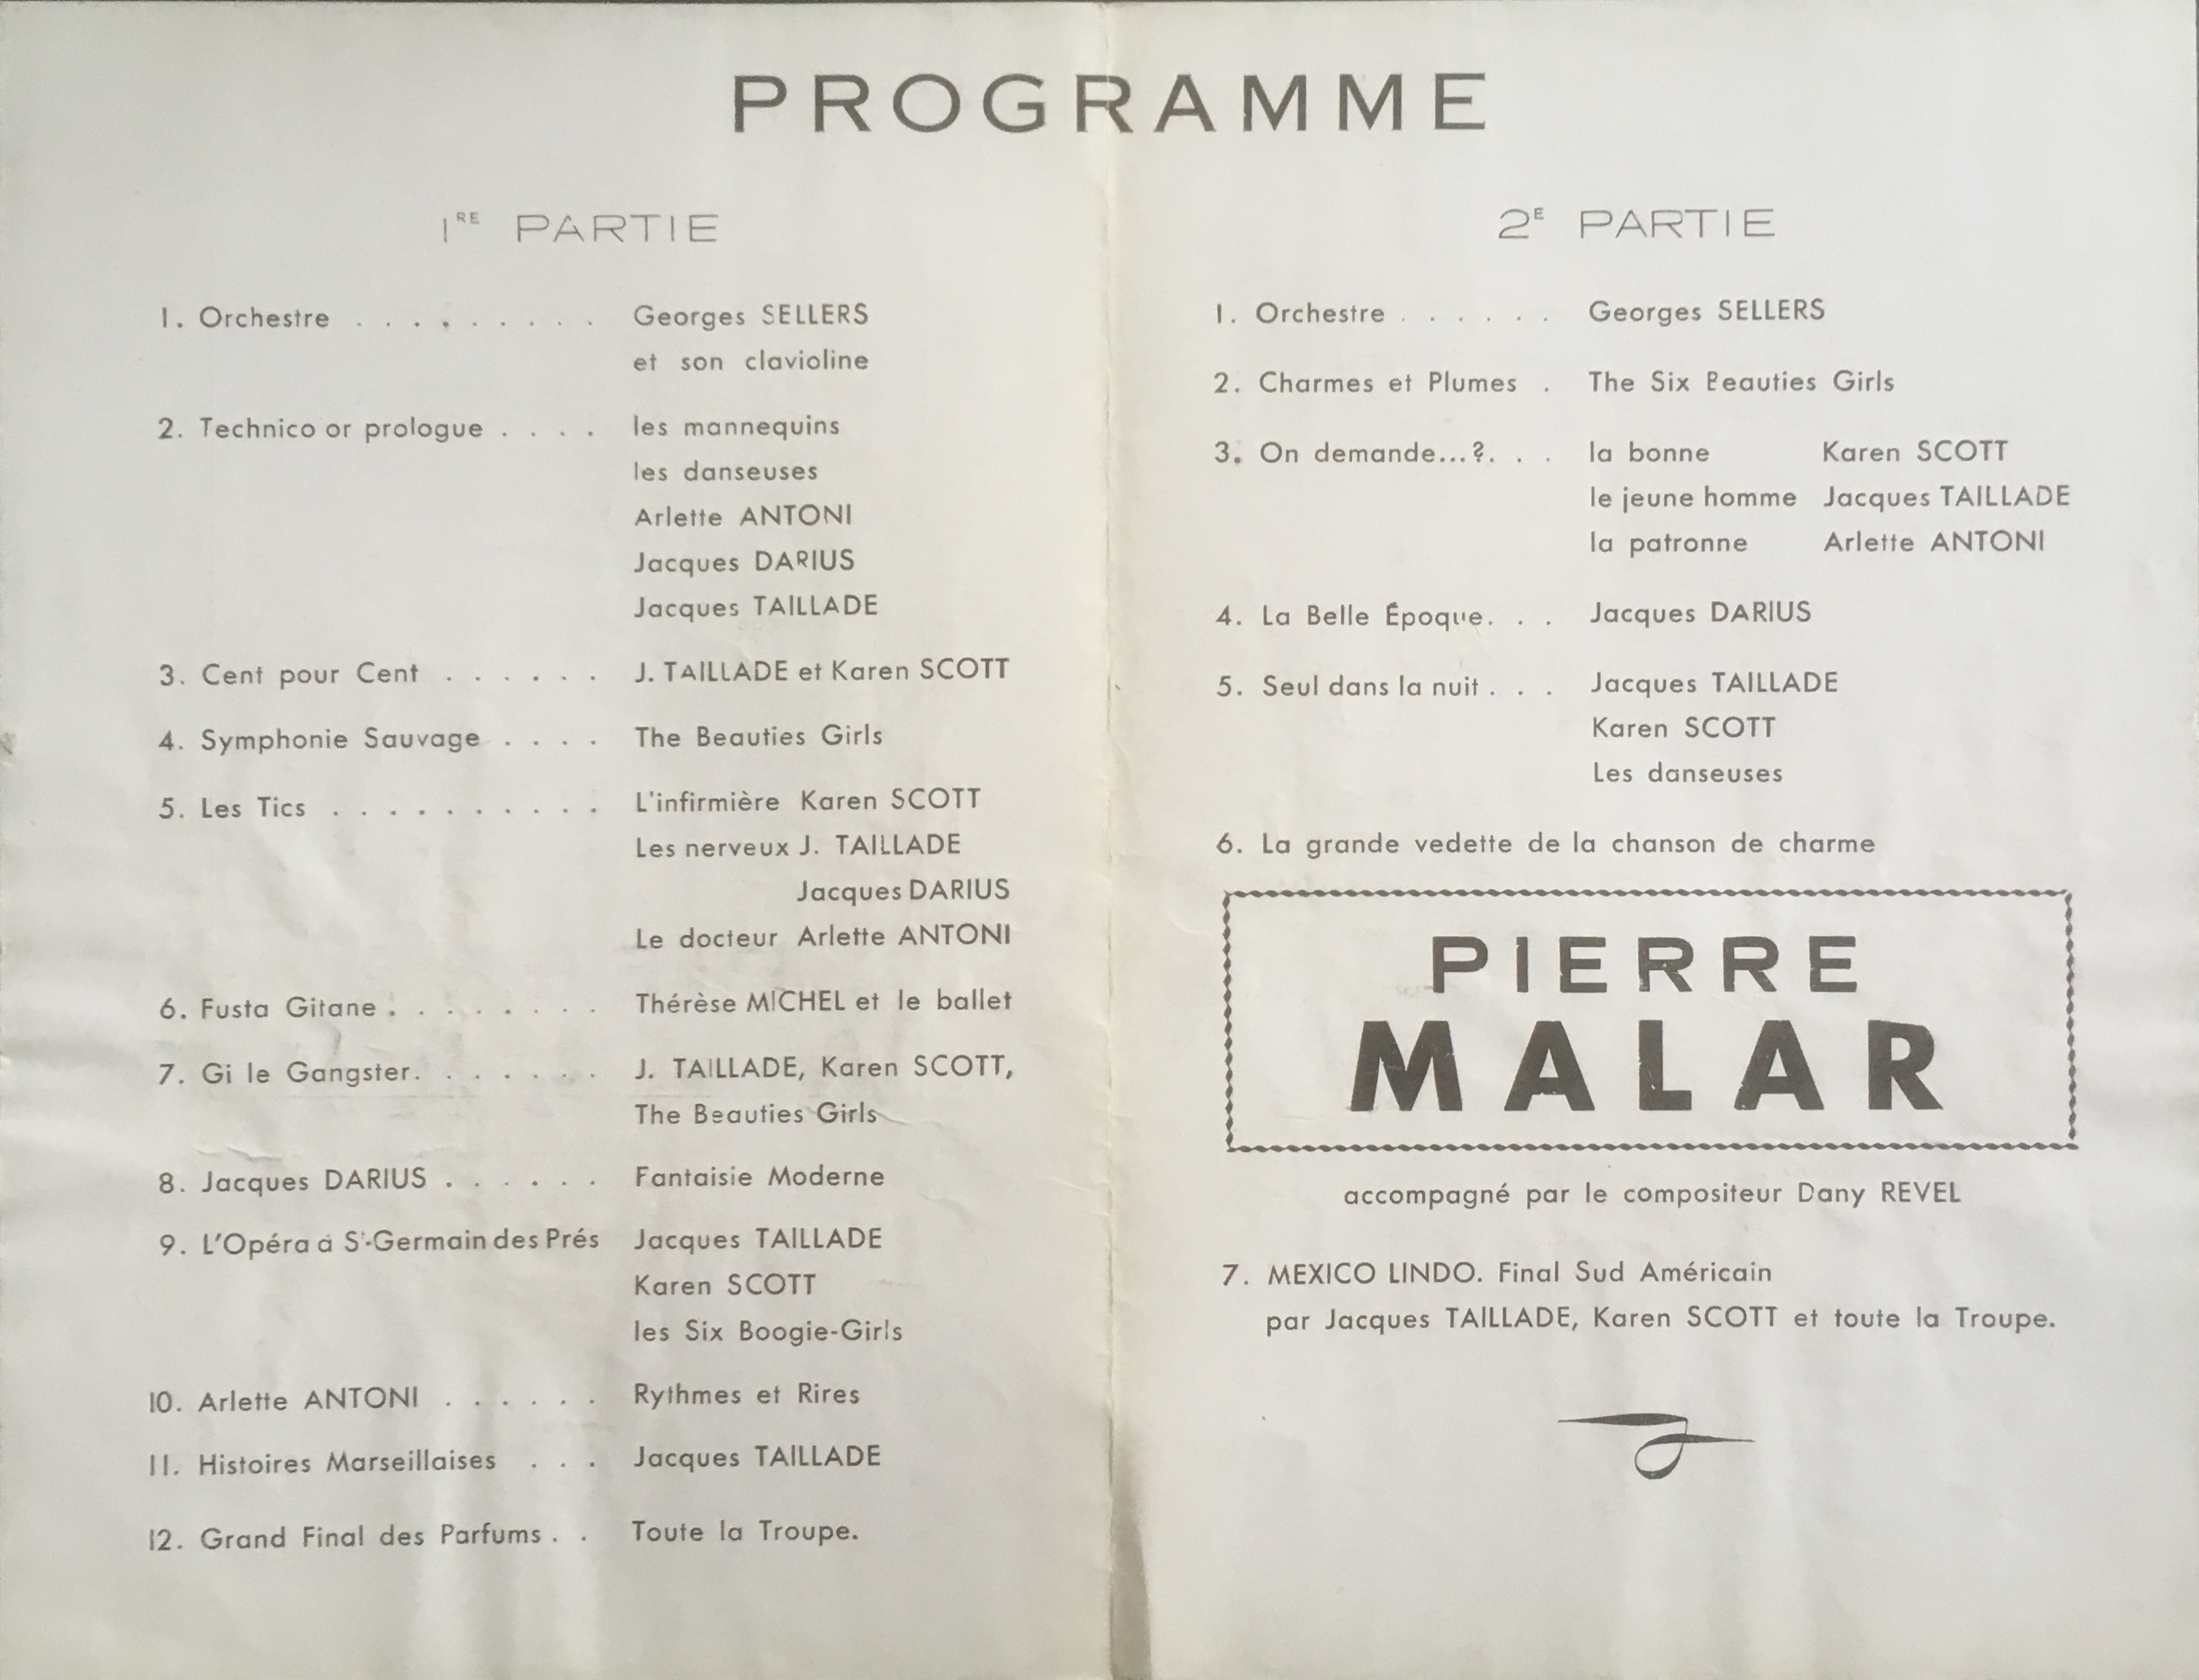 PROGRAMME
1RE PARTIE
1. Orchestre . . . . . . . . . . Georges SELLERS
et son clavioline
2. Technico or prologue . . . . les mannequins
les danseuses
Arlette ANTONI
Jacques DARIUS
Jacques TAILLADE
3. Cent pour Cent . . . . . . J. TAILLADE et Karen SCOTT
4. Symphonie Sauvage . . . . The Beauties Girls
5. Les Tics . . . . . . . . . . L'infirmière Karen SCOTT
Les nerveux J. TAILLADE
Jacques DARIUS
Le docteur Arlette ANTONI
6. Fusta Gitane . . . . . . . . Thérèse MICHEL et le ballet
7. Gi le Gangster. . . . . . . J. TAILLADE, Karen SCOTT,
The Beauties Girls
8. Jacques DARIUS . . . . . . Fantaisie Moderne
9. L'Opéra à St-Germain des Prés Jacques TAILLADE
Karen SCOTT
les Six Boogie-Girls
10. Arlette ANTONI . . . . . . Rythmes et Rires
11. Histoires Marseillaises . . . Jacques TAILLADE
12. Grand Final des Parfums . . Toute la Troupe.
2E PARTIE
1. Orchestre . . . . . . Georges SELLERS
2. Charmes et Plumes . The Six Beauties Girls
3. On demande...?. . . la bonne Karen SCOTT
le jeune homme Jacques TAILLADE
la patronne Arlette ANTONI
4. La Belle Époque. . . Jacques DARIUS
5. Seul dans la nuit . . . Jacques TAILLADE
Karen SCOTT
Les danseuses
6. La grande vedette de la chanson de charme
PIERRE
MALAR
accompagné par le compositeur Dany REVEL
7. MEXICO LINDO. Final Sud Américain
par Jacques TAILLADE, Karen SCOTT et toute la Troupe.